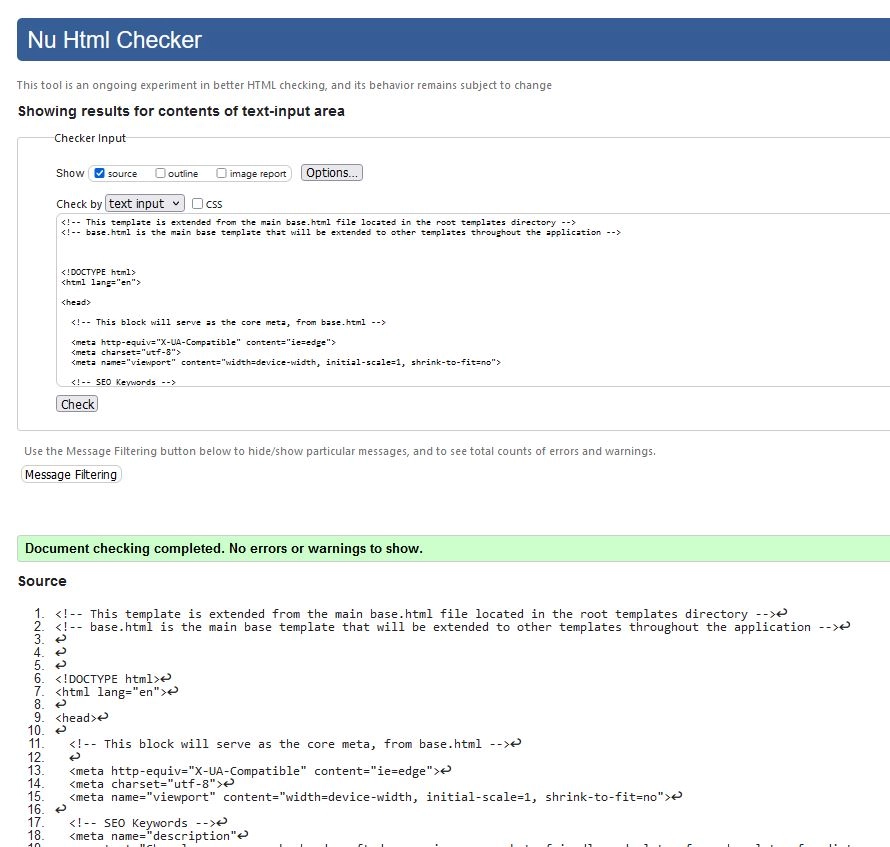 Nu Html Checker
This tool is an ongoing experiment in better HTML checking, and its behavior remains subject to change
Showing results for contents of text-input area
Checker Input
Show source outline image report Options...
Check by text input css
<!-- This template is extended from the main base.html file located in the root templates directory -->
<!-- base.html is the main base template that will be extended to other templates throughout the application -->
<!DOCTYPE html>
<html lang="en">
<head>
<!-- This block will serve as the core meta, from base.html -->
<meta http-equiv="X-UA-Compatible" content="ie=edge">
<meta charset="utf-8">
<meta name="viewport" content="width=device-width, initial-scale=1, shrink-to-fit=no">
<!-- SEO Keywords -->
Check
Use the Message Filtering button below to hide/show particular messages, and to see total counts of errors and warnings.
Message Filtering
Document checking completed. No errors or warnings to show.
Source
1. <!-- This template is extended from the main base.html file located in the root templates directory -->↩
2. <!-- base.html is the main base template that will be extended to other templates throughout the application -->↩
3. ↩
4. ↩
5. ↩
6. <!DOCTYPE html>↩
7. <html lang="en">↩
8. ↩
9. <head>↩
10. ↩
11. <!-- This block will serve as the core meta, from base.html -->↩
12. ↩
13. <meta http-equiv="X-UA-Compatible" content="ie=edge">↩
14. <meta charset="utf-8">↩
15. <meta name="viewport" content="width=device-width, initial-scale=1, shrink-to-fit=no">↩
16. ↩
17. <!-- SEO Keywords -->↩
18. <meta name="description"↩